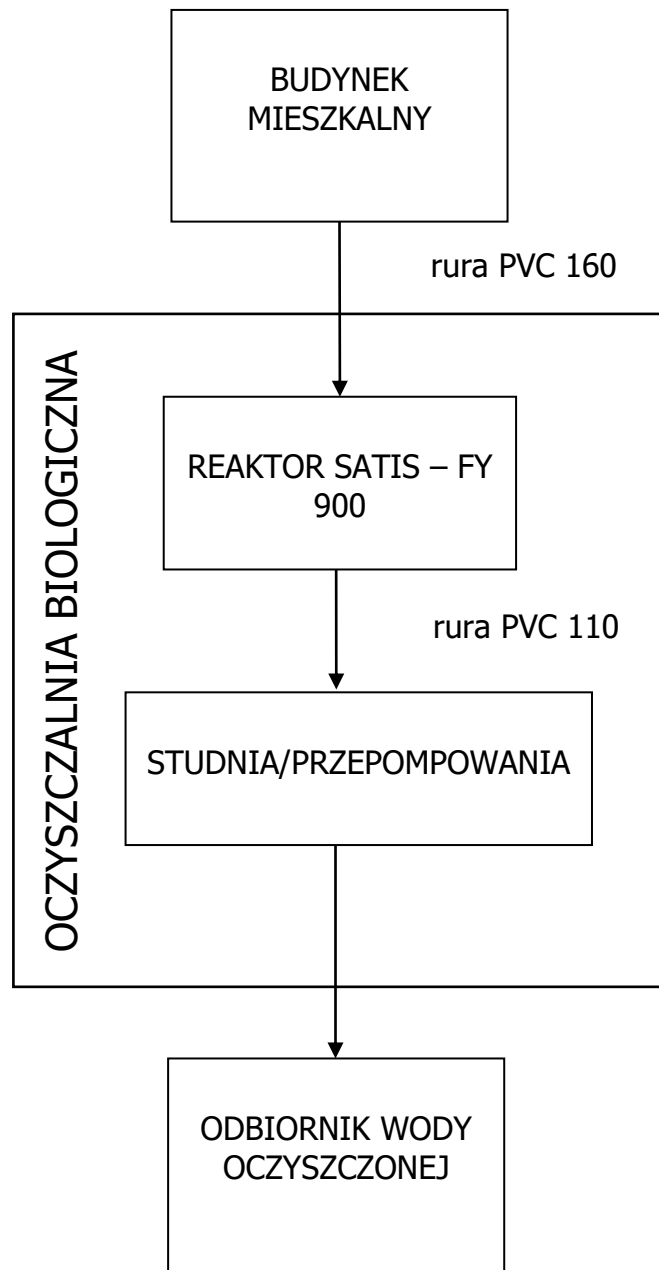 BUDYNEK
MIESZKALNY
rura PVC 160
OCZYSZCZALNIA BIOLOGICZNA
REAKTOR SATIS – FY
900
rura PVC 110
STUDNIA/PRZEPOMPOWANIA
ODBIORNIK WODY
OCZYSZCZONEJ